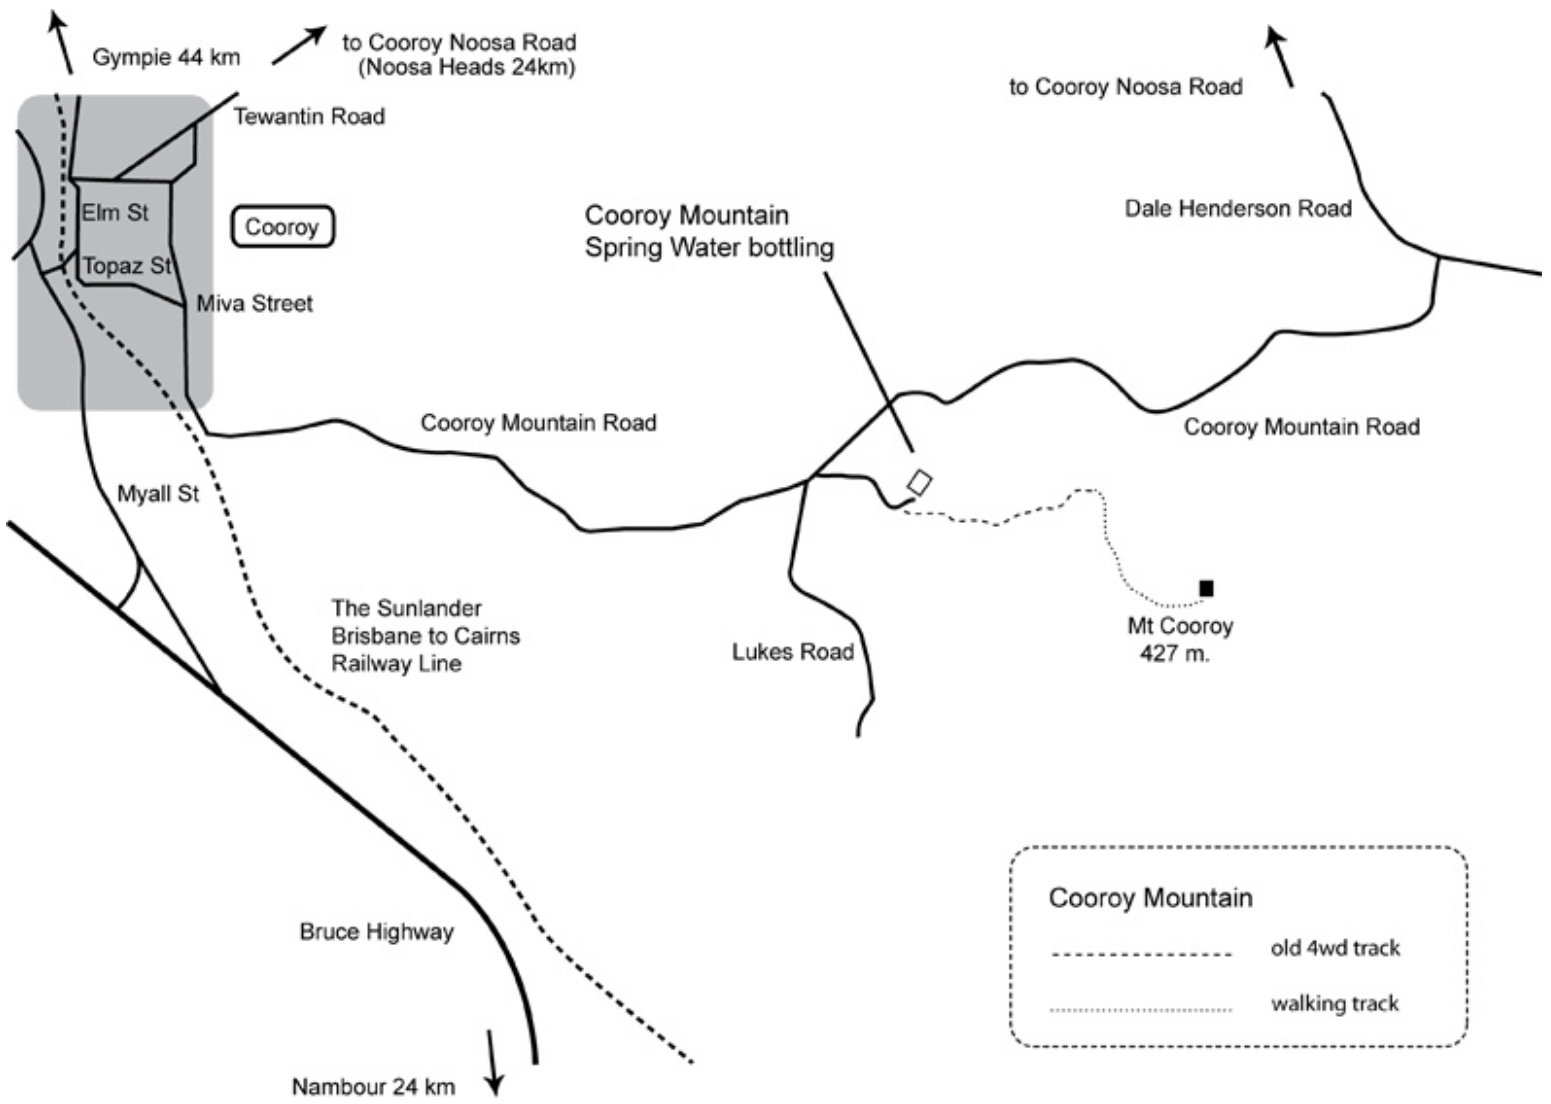 Gympie 44 km
to Cooroy Noosa Road
(Noosa Heads 24km)
to Cooroy Noosa Road
Tewantin Road
Elm St
Cooroy
Cooroy Mountain
Spring Water bottling
Dale Henderson Road
Topaz St
Miva Street
Cooroy Mountain Road
Cooroy Mountain Road
Myall St
The Sunlander
Brisbane to Cairns
Railway Line
Lukes Road
Mt Cooroy
427 m.
Bruce Highway
Nambour 24 km
Cooroy Mountain
old 4wd track
walking track